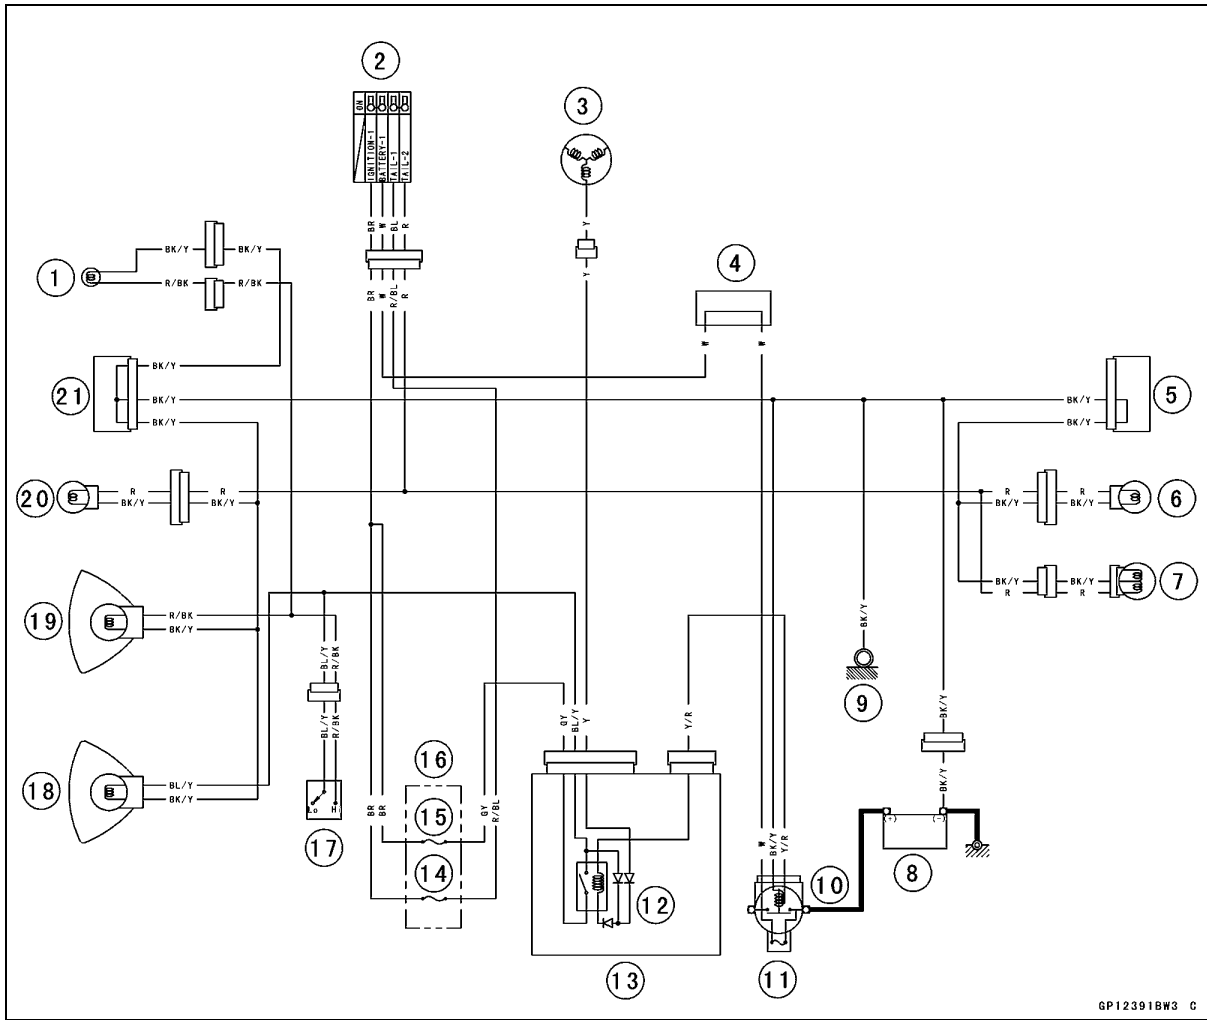 2
3
ON
IGNITION-1
BATTERY-1
TAIL-1
TAIL-2
BR
W
BL
R
Y
BK/Y
BK/Y
1
R/BK
R/BK
4
BR
W
R/BL
R
Y
W
W
21
BK/Y
BK/Y
BK/Y
BK/Y
BK/Y
5
20
R
BK/Y
R
BK/Y
R
BK/Y
R
BK/Y
6
BK/Y
R
BK/Y
R
7
19
R/BK
BK/Y
BL/Y
R/BK
BK/Y
9
BL/Y
R/BK
GY
BL/Y
Y
Y/R
BK/Y
BK/Y
18
BL/Y
BK/Y
Lo
Hi
17
16
15
14
BR
BR
GY
R/BL
12
13
W
BK/Y
Y/R
10
11
(+)
(-)
8
GP12391BW3 C